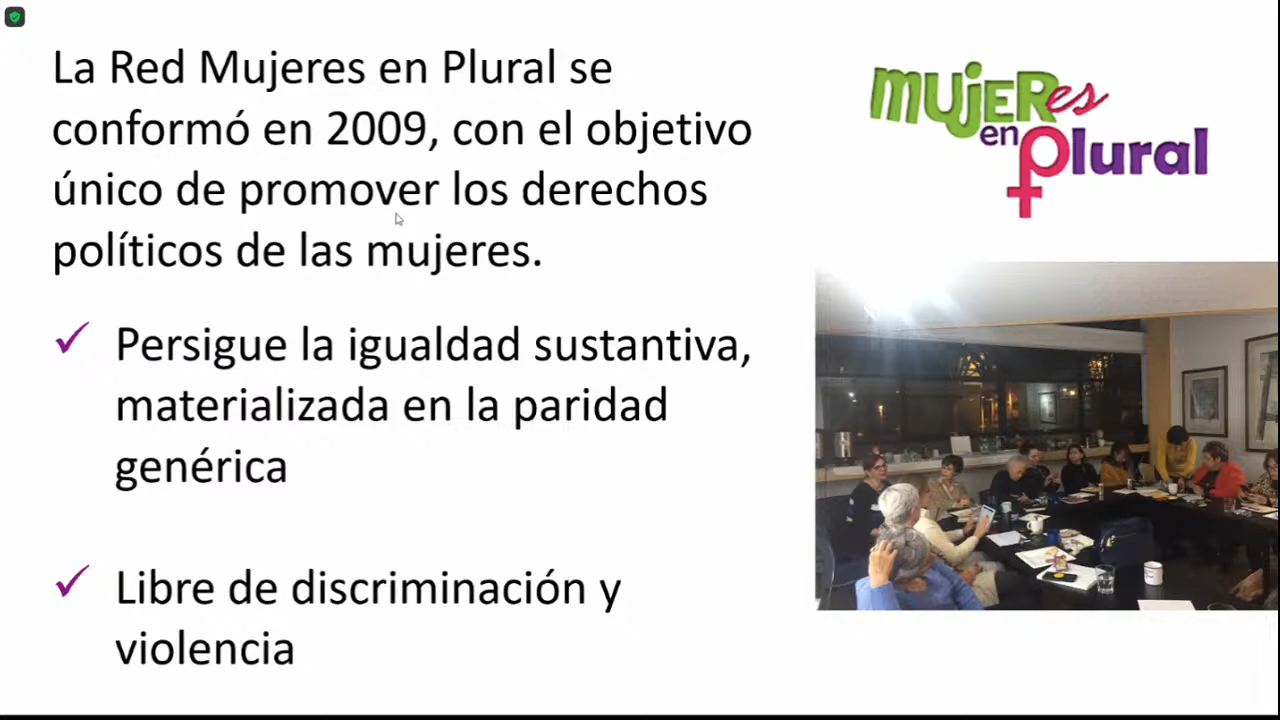 La Red Mujeres en Plural se
conformó en 2009, con el objetivo
único de promover los derechos
políticos de las mujeres.
✓ Persigue la igualdad sustantiva,
materializada en la paridad
genérica
✓ Libre de discriminación y
violencia
mujeres
en plural